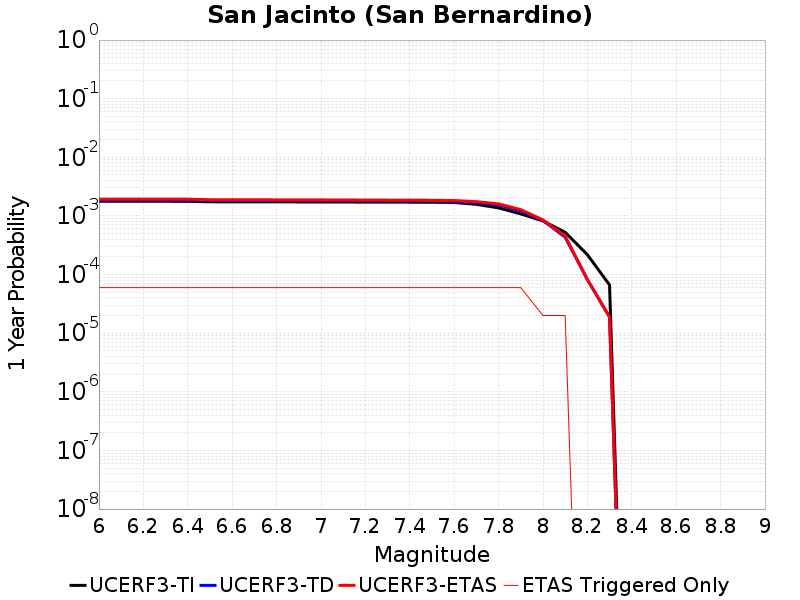 San Jacinto (San Bernardino)
1 Year Probability
10^0
10^-1
10^-2
10^-3
10^-4
10^-5
10^-6
10^-7
10^-8
6 6.2 6.4 6.6 6.8 7 7.2 7.4 7.6 7.8 8 8.2 8.4 8.6 8.8 9
Magnitude
UCERF3-TI UCERF3-TD UCERF3-ETAS ETAS Triggered Only